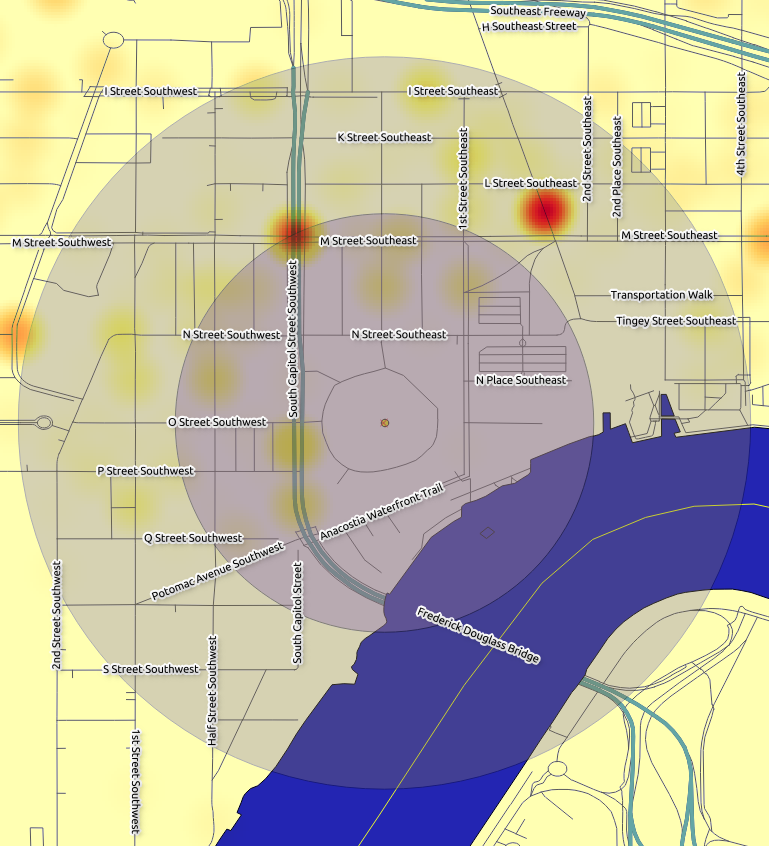 Southeast Freeway
H Southeast Street
I Street Southwest
I Street Southeast
K Street Southeast
L Street Southeast
1st Street Southeast
2nd Street Southeast
2nd Place Southeast
4th Street Southeast
M Street Southwest
M Street Southeast
M Street Southeast
South Capitol Street Southwest
Transportation Walk
Tingey Street Southeast
N Street Southwest
N Street Southeast
N Place Southeast
O Street Southwest
P Street Southwest
Anacostia Waterfront Trail
Q Street Southwest
Potomac Avenue Southwest
South Capitol Street
2nd Street Southwest
Frederick Douglass Bridge
S Street Southwest
Half Street Southwest
1st Street Southwest